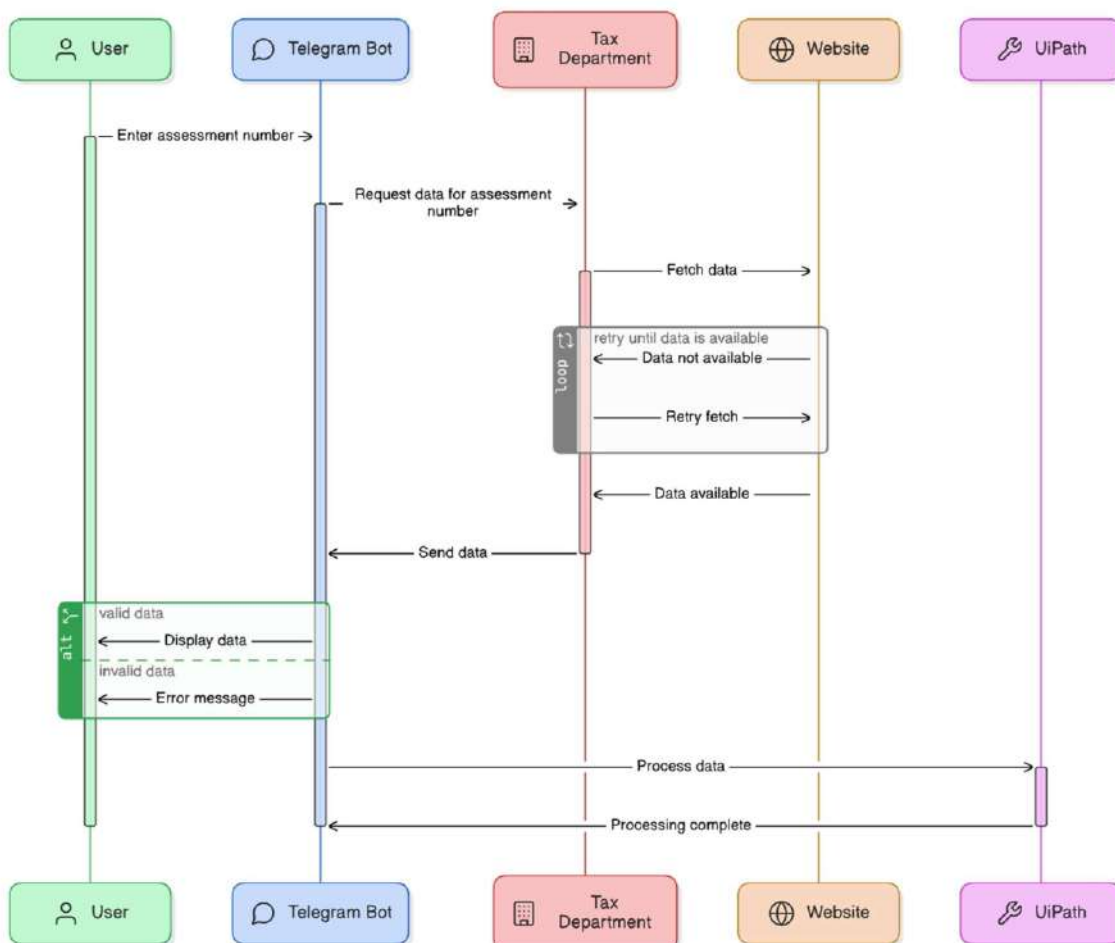 User
Telegram Bot
Tax
Department
Website
UiPath
Enter assessment number
Request data for assessment
number
Fetch data
loop
retry until data is available
Data not available
Retry fetch
Data available
Send data
alt
valid data
Display data
invalid data
Error message
Process data
Processing complete
User
Telegram Bot
Tax
Department
Website
UiPath